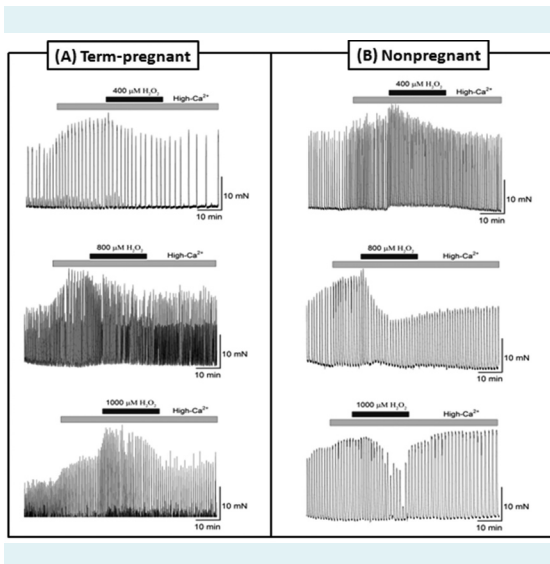 (A) Term-pregnant
400 µM H₂O₂
High-Ca²⁺
10 mN
10 min
800 µM H₂O₂
High-Ca²⁺
10 mN
10 min
1000 µM H₂O₂
High-Ca²⁺
10 mN
10 min
(B) Nonpregnant
400 µM H₂O₂
High-Ca²⁺
10 mN
10 min
800 µM H₂O₂
High-Ca²⁺
10 mN
10 min
1000 µM H₂O₂
High-Ca²⁺
10 mN
10 min